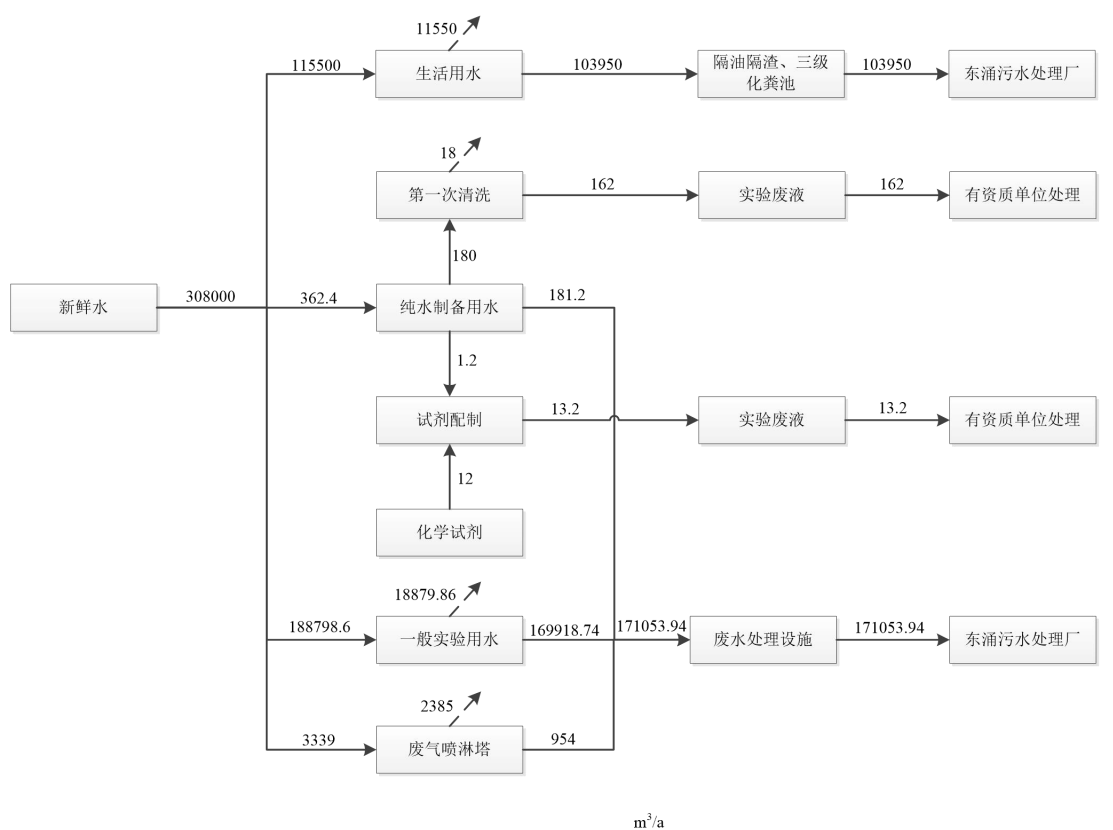 11550
115500
生活用水
103950
隔油隔渣、三级
化粪池
103950
东涌污水处理厂
18
第一次清洗
162
实验废液
162
有资质单位处理
180
新鲜水
308000
362.4
纯水制备用水
181.2
1.2
试剂配制
13.2
实验废液
13.2
有资质单位处理
12
化学试剂
18879.86
188798.6
一般实验用水
169918.74
171053.94
废水处理设施
171053.94
东涌污水处理厂
2385
3339
废气喷淋塔
954
m³/a